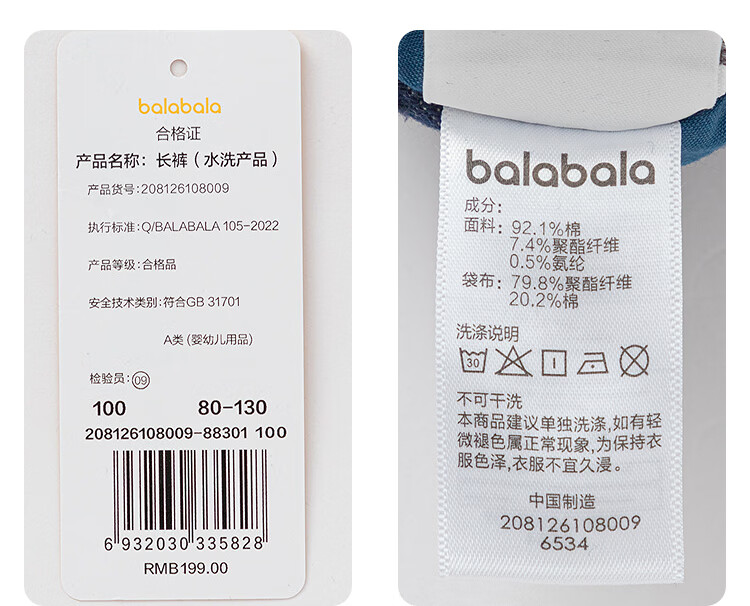 balabala
合格证
产品名称：长裤（水洗产品）
产品货号:208126108009
执行标准:Q/BALABALA 105-2022
产品等级:合格品
安全技术类别:符合GB 31701
A类 (婴幼儿用品)
检验员:09
100 80-130
208126108009-88301 100
6 932030 335828
RMB199.00
balabala
成分:
面料: 92.1%棉
7.4%聚酯纤维
0.5%氨纶
袋布: 79.8%聚酯纤维
20.2%棉
洗涤说明
30
不可干洗
本商品建议单独洗涤,如有轻
微褪色属正常现象,为保持衣
服色泽,衣服不宜久浸。
中国制造
208126108009
6534